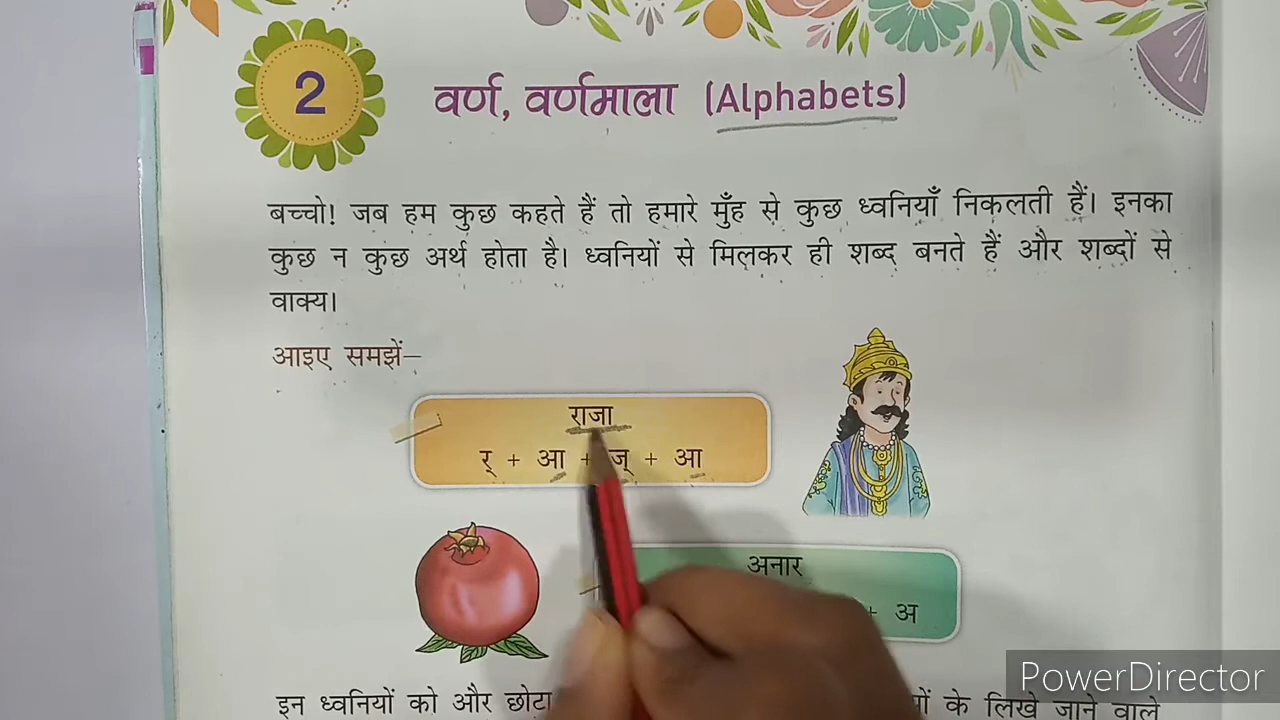 2
वर्ण, वर्णमाला (Alphabets)
बच्चो! जब हम कुछ कहते हैं तो हमारे मुँह से कुछ ध्वनियाँ निकलती हैं। इनका
कुछ न कुछ अर्थ होता है। ध्वनियों से मिलकर ही शब्द बनते हैं और शब्दों से
वाक्य।
आइए समझें–
राजा
र् + आ + ज् + आ
अनार
+ अ
इन ध्वनियों को और छोटा के लिखे जाने वाले
PowerDirector